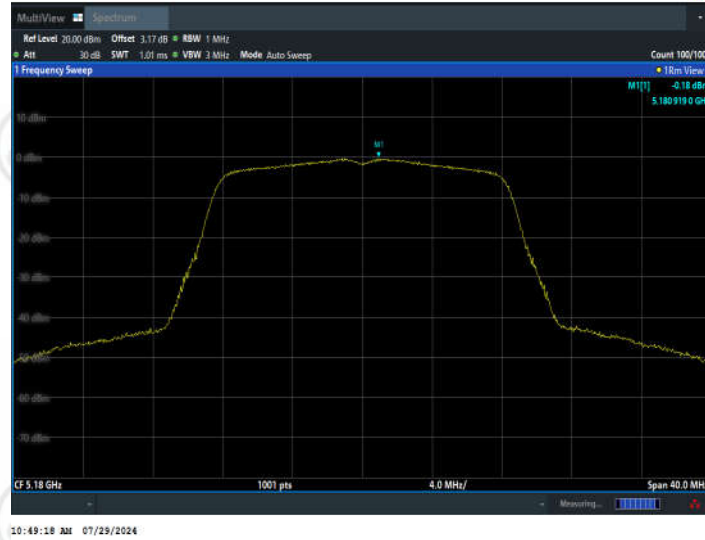 MultiView Spectrum
Ref Level 20.00 dBm Offset 3.17 dB RBW 1 MHz
Att 30 dB SWT 1.01 ms VBW 3 MHz Mode Auto Sweep Count 100/100
1 Frequency Sweep 1Rm View
M1[1] -0.18 dBm
5.180 919 0 GH
M1
10 dBm
0 dBm
-10 dBm
-20 dBm
-30 dBm
-40 dBm
-50 dBm
-60 dBm
-70 dBm
CF 5.18 GHz 1001 pts 4.0 MHz/ Span 40.0 MH
Measuring...
10:49:18 AM 07/29/2024